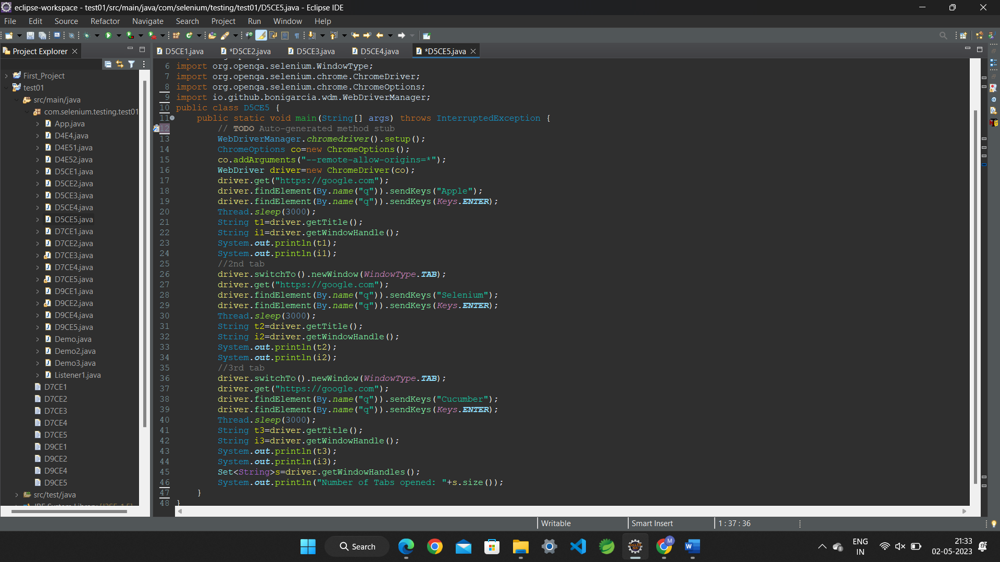 eclipse-workspace - test01/src/main/java/com/selenium/testing/test01/D5CE5.java - Eclipse IDE
File Edit Source Refactor Navigate Search Project Run Window Help
Project Explorer
D5CE1.java *D5CE2.java D5CE3.java D5CE4.java *D5CE5.java
First_Project
test01
src/main/java
com.selenium.testing.test01
App.java
D4E4.java
D4E51.java
D4E52.java
D5CE1.java
D5CE2.java
D5CE3.java
D5CE4.java
D5CE5.java
D7CE1.java
D7CE2.java
D7CE3.java
D7CE4.java
D7CE5.java
D9CE1.java
D9CE2.java
D9CE4.java
D9CE5.java
Demo.java
Demo2.java
Demo3.java
Listener1.java
D7CE1
D7CE2
D7CE3
D7CE4
D7CE5
D9CE1
D9CE2
D9CE4
D9CE5
src/test/java
6 import org.openqa.selenium.WindowType;
7 import org.openqa.selenium.chrome.ChromeDriver;
8 import org.openqa.selenium.chrome.ChromeOptions;
9 import io.github.bonigarcia.wdm.WebDriverManager;
10 public class D5CE5 {
11 public static void main(String[] args) throws InterruptedException {
12 // TODO Auto-generated method stub
13 WebDriverManager.chromedriver().setup();
14 ChromeOptions co=new ChromeOptions();
15 co.addArguments("--remote-allow-origins=*");
16 WebDriver driver=new ChromeDriver(co);
17 driver.get("https://google.com");
18 driver.findElement(By.name("q")).sendKeys("Apple");
19 driver.findElement(By.name("q")).sendKeys(Keys.ENTER);
20 Thread.sleep(3000);
21 String t1=driver.getTitle();
22 String i1=driver.getWindowHandle();
23 System.out.println(t1);
24 System.out.println(i1);
25 //2nd tab
26 driver.switchTo().newWindow(WindowType.TAB);
27 driver.get("https://google.com");
28 driver.findElement(By.name("q")).sendKeys("Selenium");
29 driver.findElement(By.name("q")).sendKeys(Keys.ENTER);
30 Thread.sleep(3000);
31 String t2=driver.getTitle();
32 String i2=driver.getWindowHandle();
33 System.out.println(t2);
34 System.out.println(i2);
35 //3rd tab
36 driver.switchTo().newWindow(WindowType.TAB);
37 driver.get("https://google.com");
38 driver.findElement(By.name("q")).sendKeys("Cucumber");
39 driver.findElement(By.name("q")).sendKeys(Keys.ENTER);
40 Thread.sleep(3000);
41 String t3=driver.getTitle();
42 String i3=driver.getWindowHandle();
43 System.out.println(t3);
44 System.out.println(i3);
45 Set<String>s=driver.getWindowHandles();
46 System.out.println("Number of Tabs opened: "+s.size());
47 }
48 }
Writable Smart Insert 1 : 37 : 36
Search
ENG
IN
21:33
02-05-2023